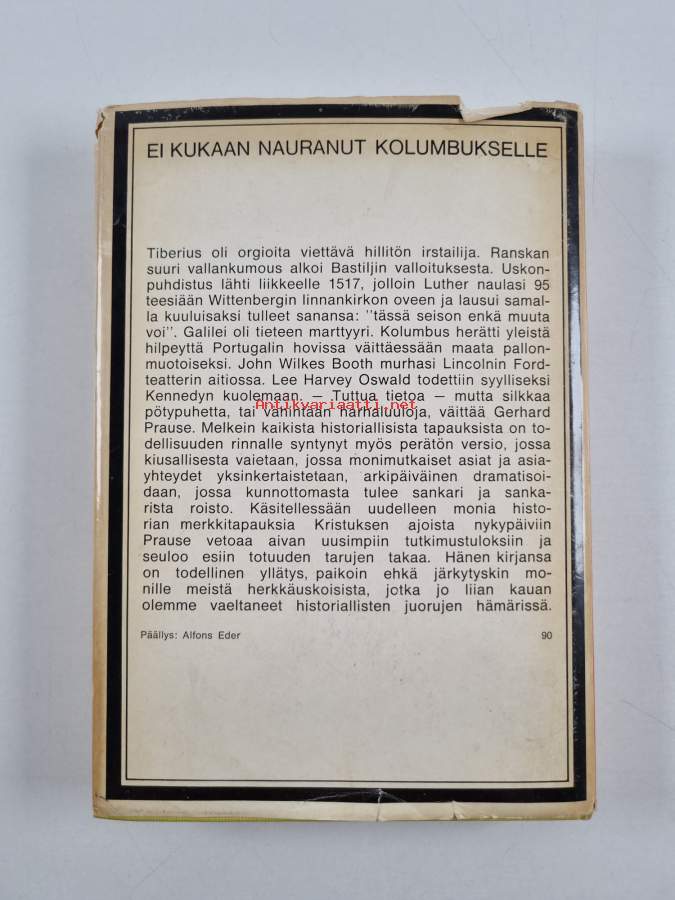 EI KUKAAN NAURANUT KOLUMBUKSELLE
Tiberius oli orgioita viettävä hillitön irstailija. Ranskan
suuri vallankumous alkoi Bastiljin valloituksesta. Uskon-
puhdistus lähti liikkeelle 1517, jolloin Luther naulasi 95
teesiään Wittenbergin linnankirkon oveen ja lausui samal-
la kuuluisaksi tulleet sanansa: "tässä seison enkä muuta
voi". Galilei oli tieteen marttyyri. Kolumbus herätti yleistä
hilpeyttä Portugalin hovissa väittäessään maata pallon-
muotoiseksi. John Wilkes Booth murhasi Lincolnin Ford-
teatterin aitiossa. Lee Harvey Oswald todettiin syylliseksi
Kennedyn kuolemaan. — Tuttua tietoa — mutta silkkaa
Antikvariaatti.net
pötypuhetta, tai vähintään harhaluuloja, väittää Gerhard
Prause. Melkein kaikista historiallisista tapauksista on to-
dellisuuden rinnalle syntynyt myös perätön versio, jossa
kiusallisesta vaietaan, jossa monimutkaiset asiat ja asia-
yhteydet yksinkertaistetaan, arkipäiväinen dramatisoi-
daan, jossa kunnottomasta tulee sankari ja sanka-
rista roisto. Käsitellessään uudelleen monia histo-
rian merkkitapauksia Kristuksen ajoista nykypäiviin
Prause vetoaa aivan uusimpiin tutkimustuloksiin ja
seuloo esiin totuuden tarujen takaa. Hänen kirjansa
on todellinen yllätys, paikoin ehkä järkytyskin mo-
nille meistä herkkäuskoisista, jotka jo liian kauan
olemme vaeltaneet historiallisten juorujen hämärissä.
Päällys: Alfons Eder 90